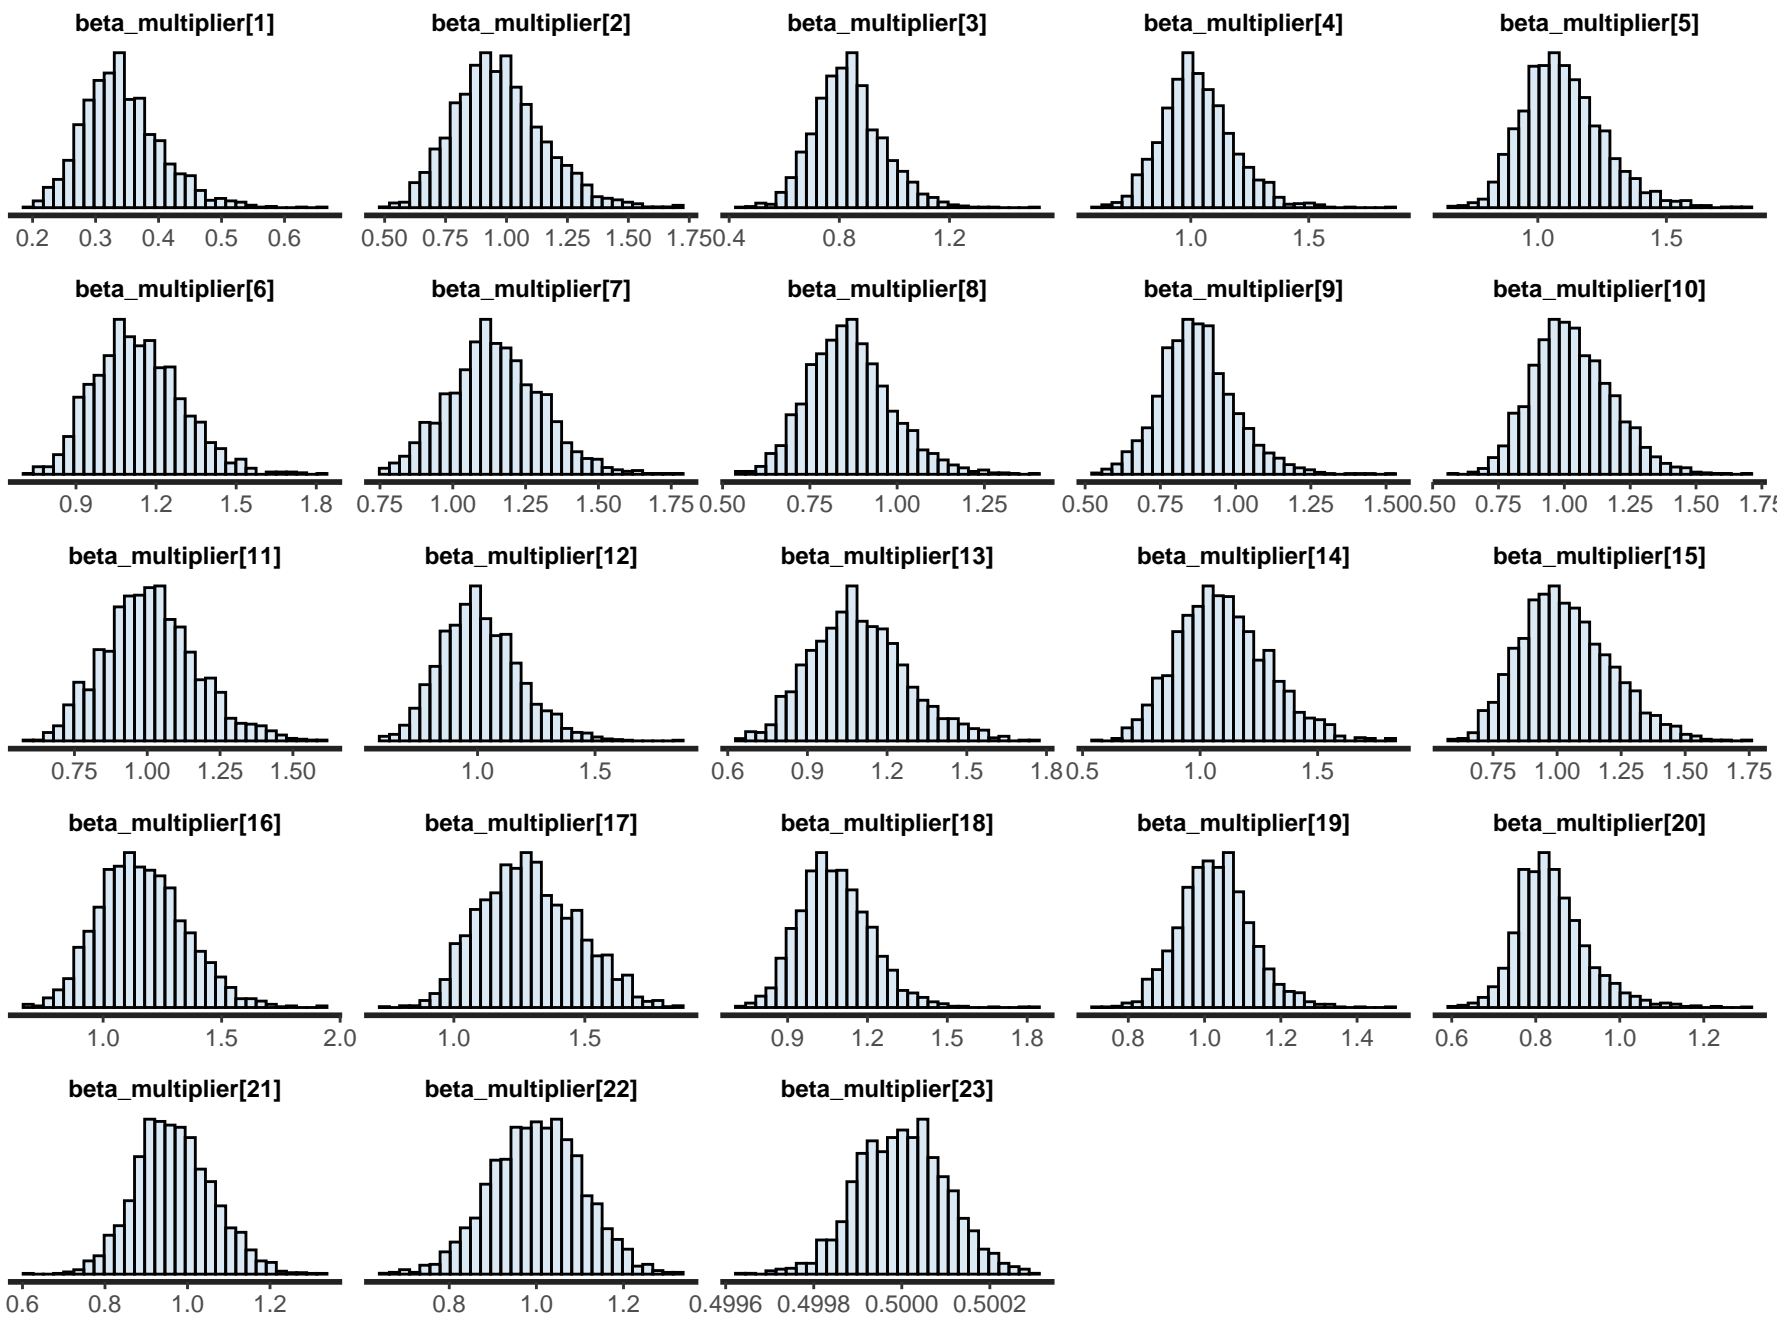 beta_multiplier[1] beta_multiplier[2] beta_multiplier[3] beta_multiplier[4] beta_multiplier[5]
0.2 0.3 0.4 0.5 0.6 0.50 0.75 1.00 1.25 1.50 1.75 0.4 0.8 1.2 1.0 1.5 1.0 1.5
beta_multiplier[6] beta_multiplier[7] beta_multiplier[8] beta_multiplier[9] beta_multiplier[10]
0.9 1.2 1.5 1.8 0.75 1.00 1.25 1.50 1.75 0.50 0.75 1.00 1.25 0.50 0.75 1.00 1.25 1.50 0.50 0.75 1.00 1.25 1.50 1.75
beta_multiplier[11] beta_multiplier[12] beta_multiplier[13] beta_multiplier[14] beta_multiplier[15]
0.75 1.00 1.25 1.50 1.0 1.5 0.6 0.9 1.2 1.5 1.8 0.5 1.0 1.5 0.75 1.00 1.25 1.50 1.75
beta_multiplier[16] beta_multiplier[17] beta_multiplier[18] beta_multiplier[19] beta_multiplier[20]
1.0 1.5 2.0 1.0 1.5 0.9 1.2 1.5 1.8 0.8 1.0 1.2 1.4 0.6 0.8 1.0 1.2
beta_multiplier[21] beta_multiplier[22] beta_multiplier[23]
0.6 0.8 1.0 1.2 0.8 1.0 1.2 0.4996 0.4998 0.5000 0.5002